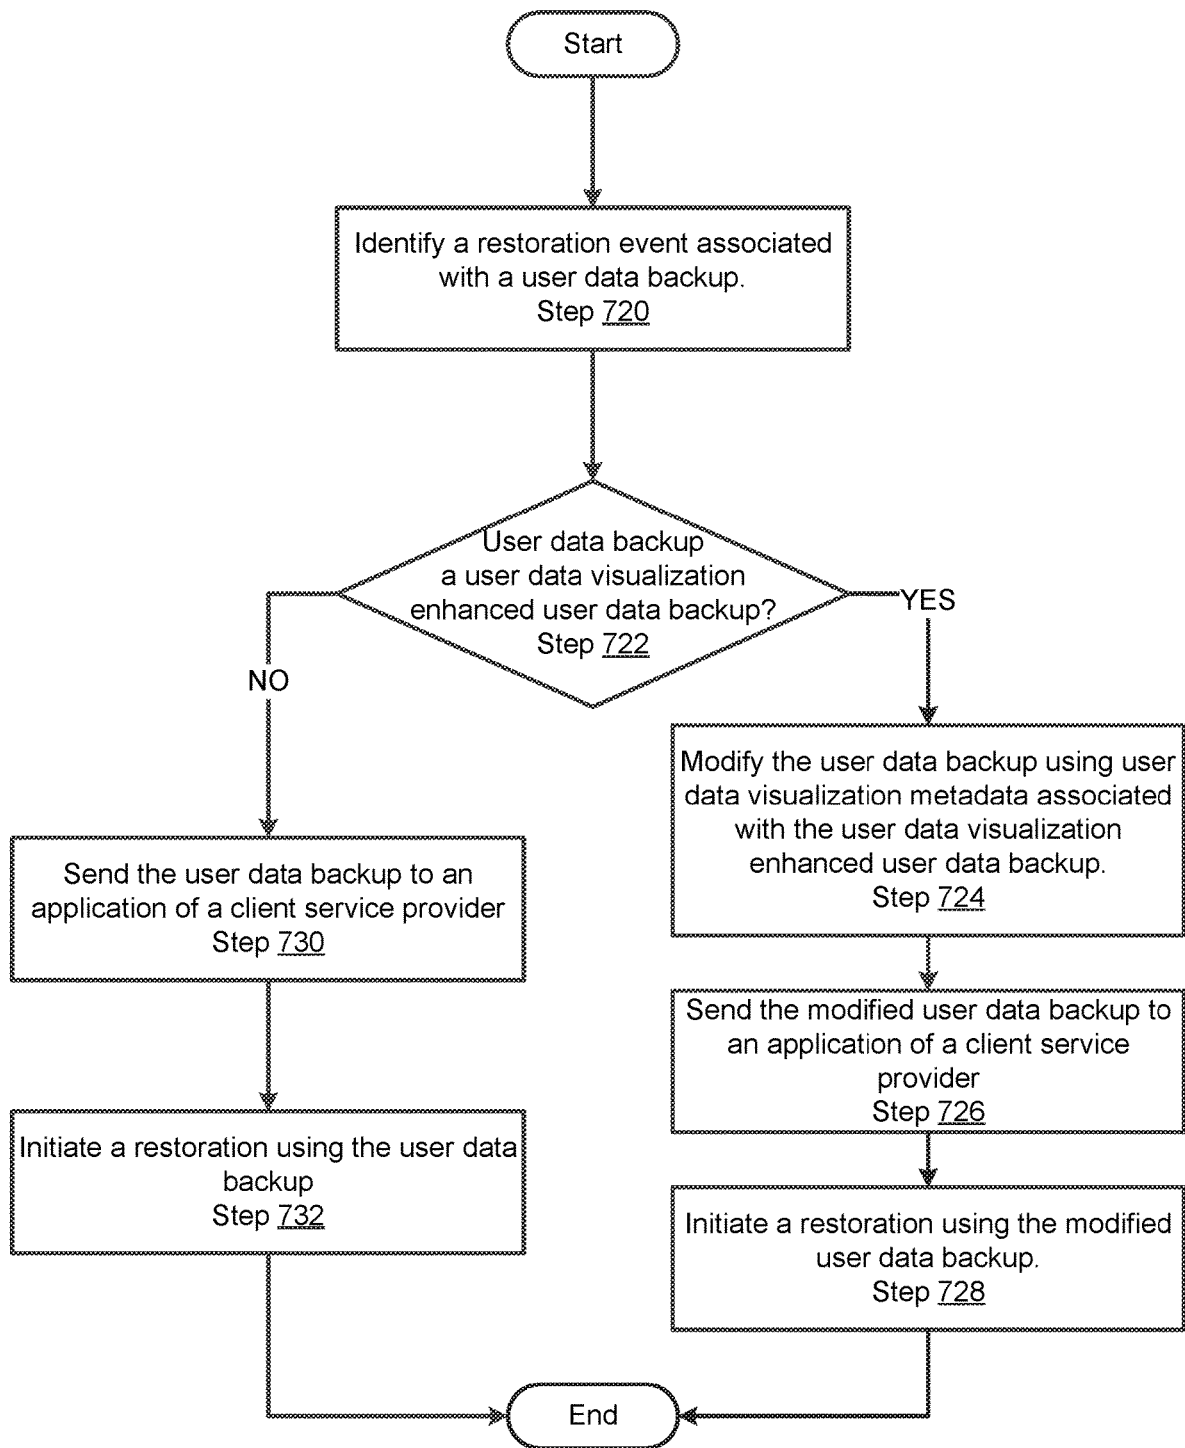 Start
Identify a restoration event associated
with a user data backup.
Step 720
User data backup
a user data visualization
enhanced user data backup?
Step 722
YES
NO
Modify the user data backup using user
data visualization metadata associated
with the user data visualization
enhanced user data backup.
Step 724
Send the user data backup to an
application of a client service provider
Step 730
Send the modified user data backup to
an application of a client service
provider
Step 726
Initiate a restoration using the user data
backup
Step 732
Initiate a restoration using the modified
user data backup.
Step 728
End